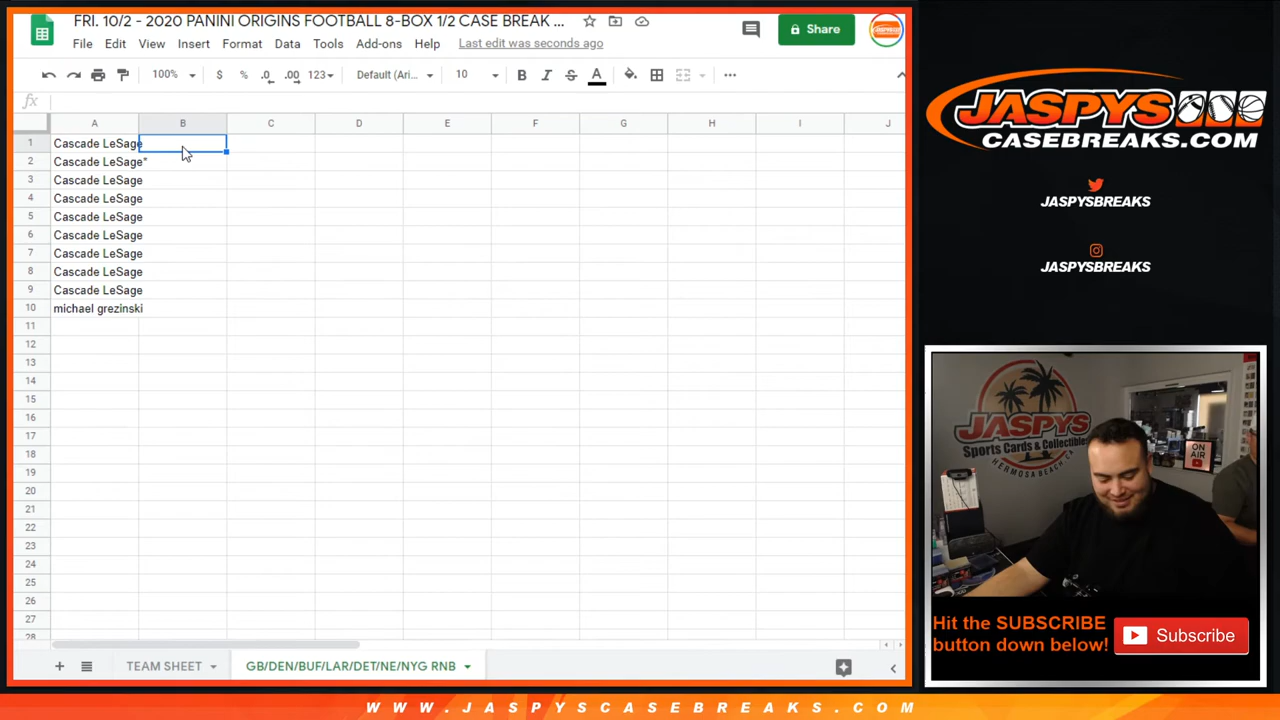 FRI. 10/2 - 2020 PANINI ORIGINS FOOTBALL 8-BOX 1/2 CASE BREAK ...
Share
File Edit View Insert Format Data Tools Add-ons Help Last edit was seconds ago
100% $ % .0 .00 123 Default (Ari... 10 B I S A
fx
A B C D E F G H I J
1 Cascade LeSage
2 Cascade LeSage*
3 Cascade LeSage
4 Cascade LeSage
5 Cascade LeSage
6 Cascade LeSage
7 Cascade LeSage
8 Cascade LeSage
9 Cascade LeSage
10 michael grezinski
11
12
13
14
15
16
17
18
19
20
21
22
23
24
25
26
27
28
TEAM SHEET GB/DEN/BUF/LAR/DET/NE/NYG RNB
JASPYS
CASEBREAKS.COM
JASPYSBREAKS
JASPYSBREAKS
JASPYS
Sports Cards & Collectibles
HERMOSA BEACH, CA
ON
AIR
Hit the SUBSCRIBE
button down below!
Subscribe
WWW.JASPYSCASEBREAKS.COM